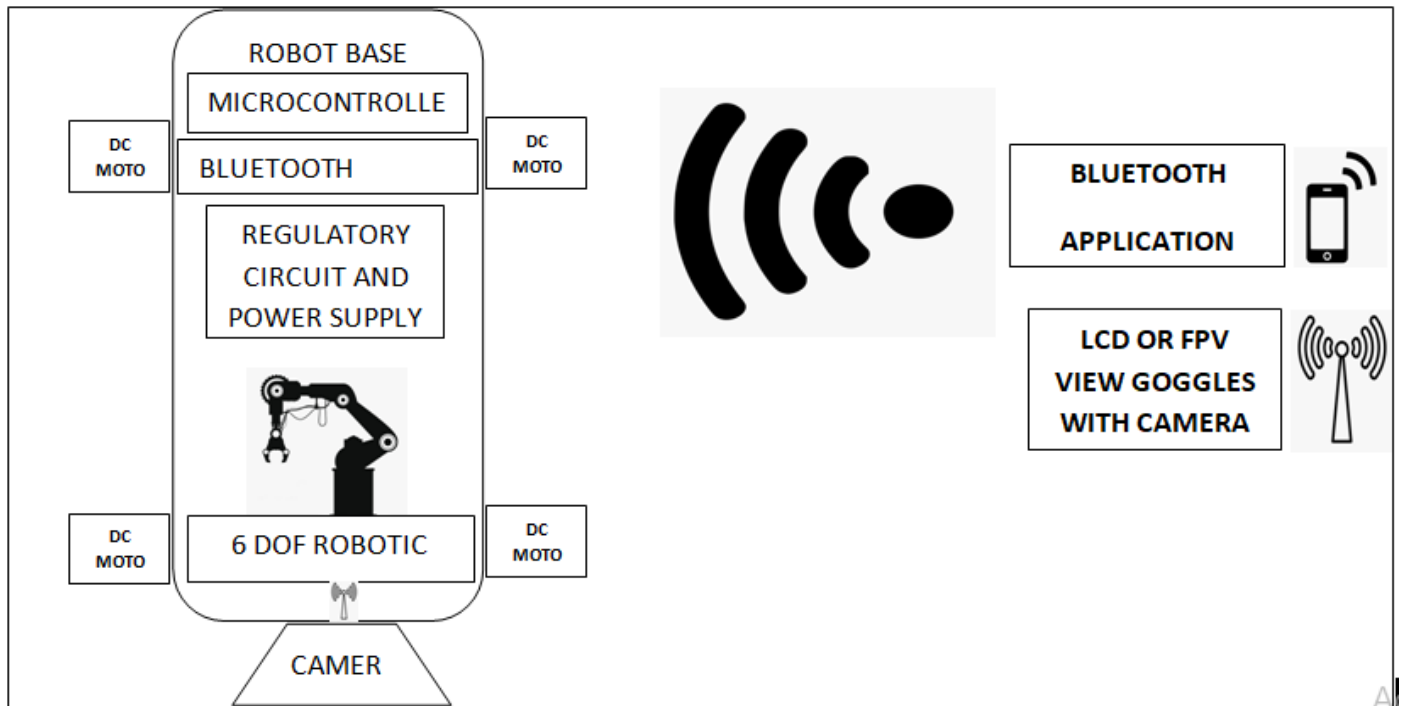 ROBOT BASE
MICROCONTROLLE
DC
MOTO
BLUETOOTH
DC
MOTO
REGULATORY
CIRCUIT AND
POWER SUPPLY
DC
MOTO
6 DOF ROBOTIC
DC
MOTO
CAMER
BLUETOOTH
APPLICATION
LCD OR FPV
VIEW GOGGLES
WITH CAMERA